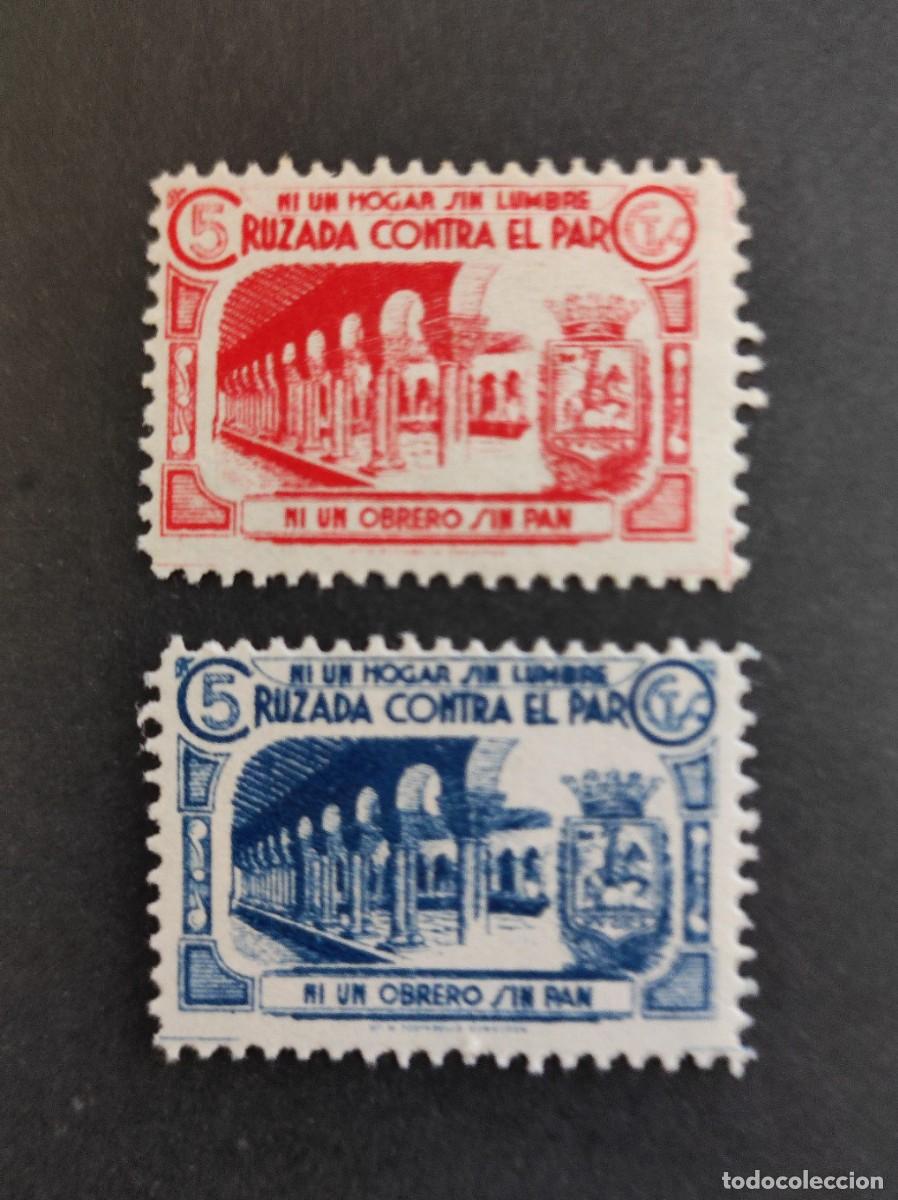 NI UN HOGAR SIN LUMBRE
5 CRUZADA CONTRA EL PARO CTS
NI UN OBRERO SIN PAN
NI UN HOGAR SIN LUMBRE
5 CRUZADA CONTRA EL PARO CTS
NI UN OBRERO SIN PAN
todocoleccion